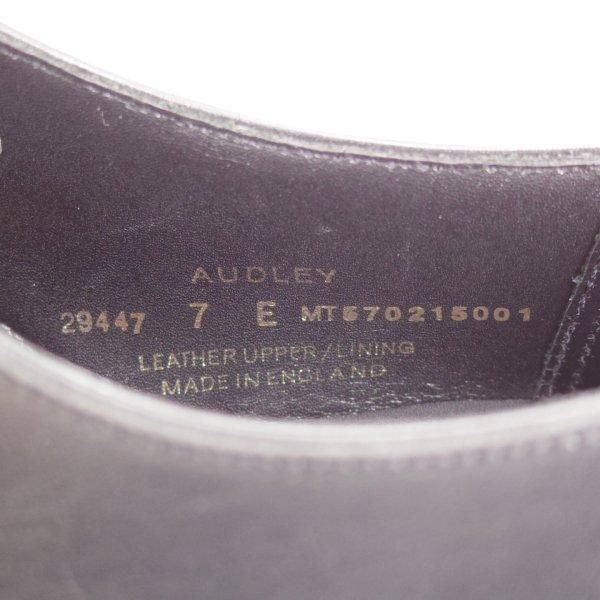 AUDLEY
29447 7 E MT570215001
LEATHER UPPER/LINING
MADE IN ENGLAND